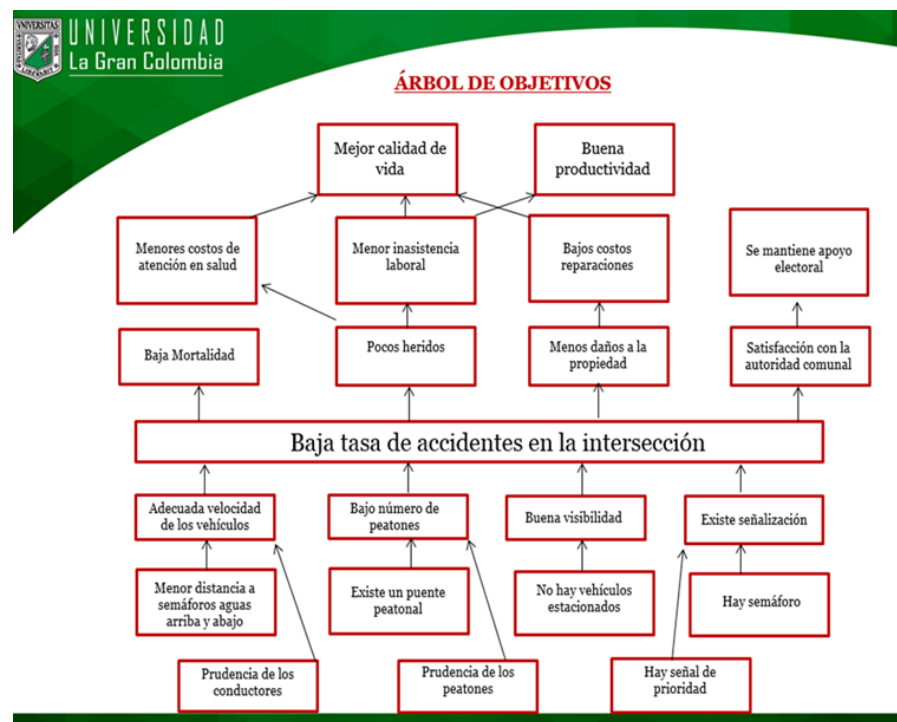 UNIVERSITAS
UNIVERSIDAD
La Gran Colombia
ÁRBOL DE OBJETIVOS
Mejor calidad de
vida
Buena
productividad
Menores costos de
atención en salud
Menor inasistencia
laboral
Bajos costos
reparaciones
Se mantiene apoyo
electoral
Baja Mortalidad
Pocos heridos
Menos daños a la
propiedad
Satisfacción con la
autoridad comunal
Baja tasa de accidentes en la intersección
Adecuada velocidad
de los vehículos
Bajo número de
peatones
Buena visibilidad
Existe señalización
Menor distancia a
semáforos aguas
arriba y abajo
Existe un puente
peatonal
No hay vehículos
estacionados
Hay semáforo
Prudencia de los
conductores
Prudencia de los
peatones
Hay señal de
prioridad